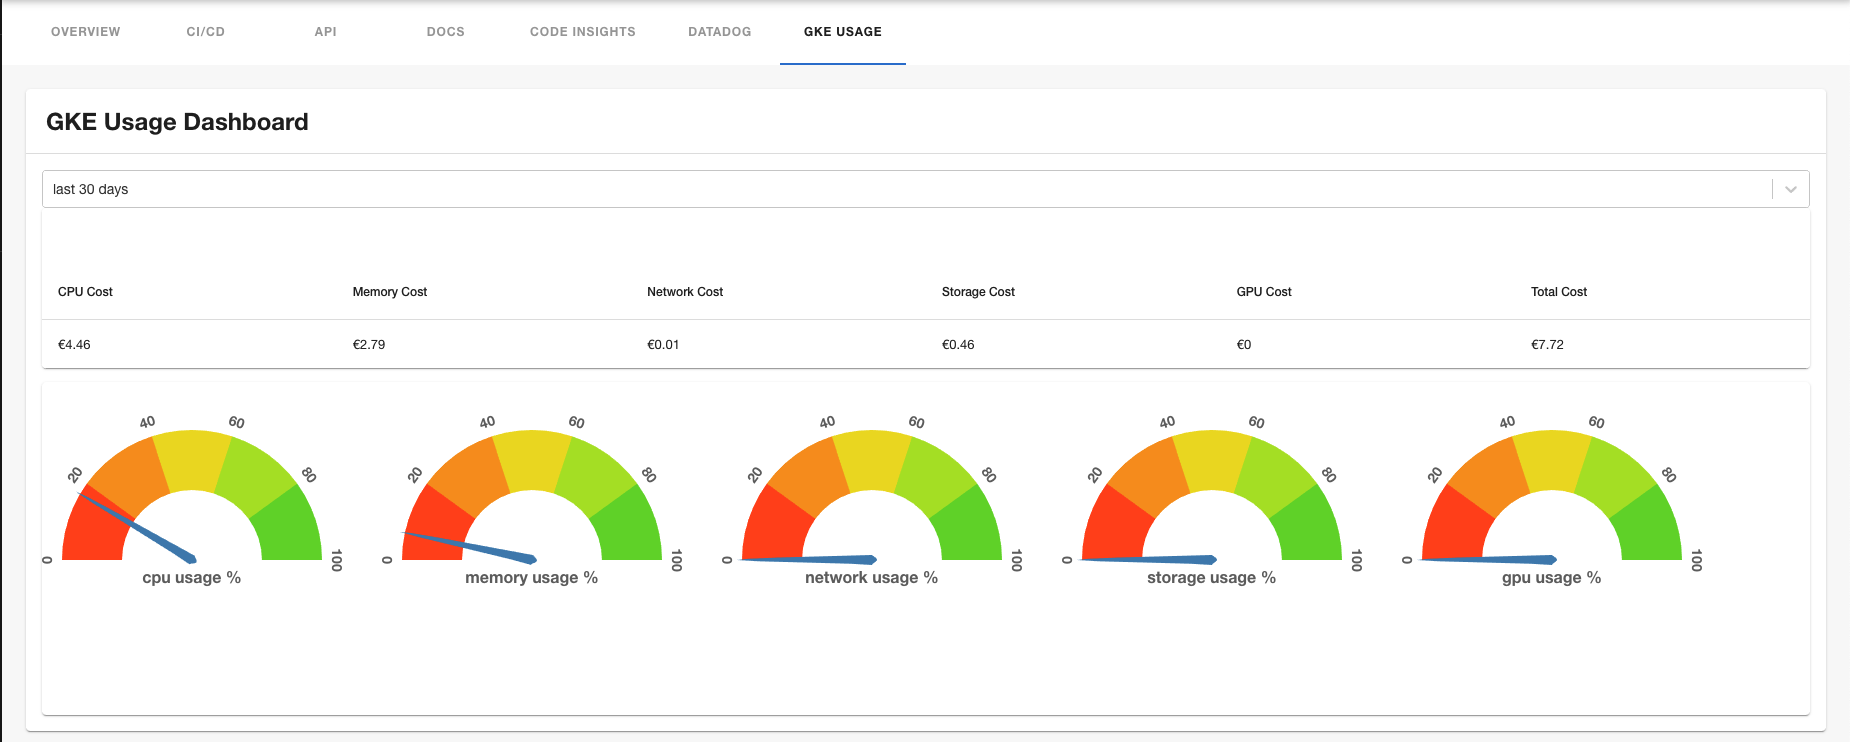 OVERVIEW CI/CD API DOCS CODE INSIGHTS DATADOG GKE USAGE
GKE Usage Dashboard
last 30 days
CPU Cost Memory Cost Network Cost Storage Cost GPU Cost Total Cost
€4.46 €2.79 €0.01 €0.46 €0 €7.72
0 20 40 60 80 100
cpu usage %
0 20 40 60 80 100
memory usage %
0 20 40 60 80 100
network usage %
0 20 40 60 80 100
storage usage %
0 20 40 60 80 100
gpu usage %